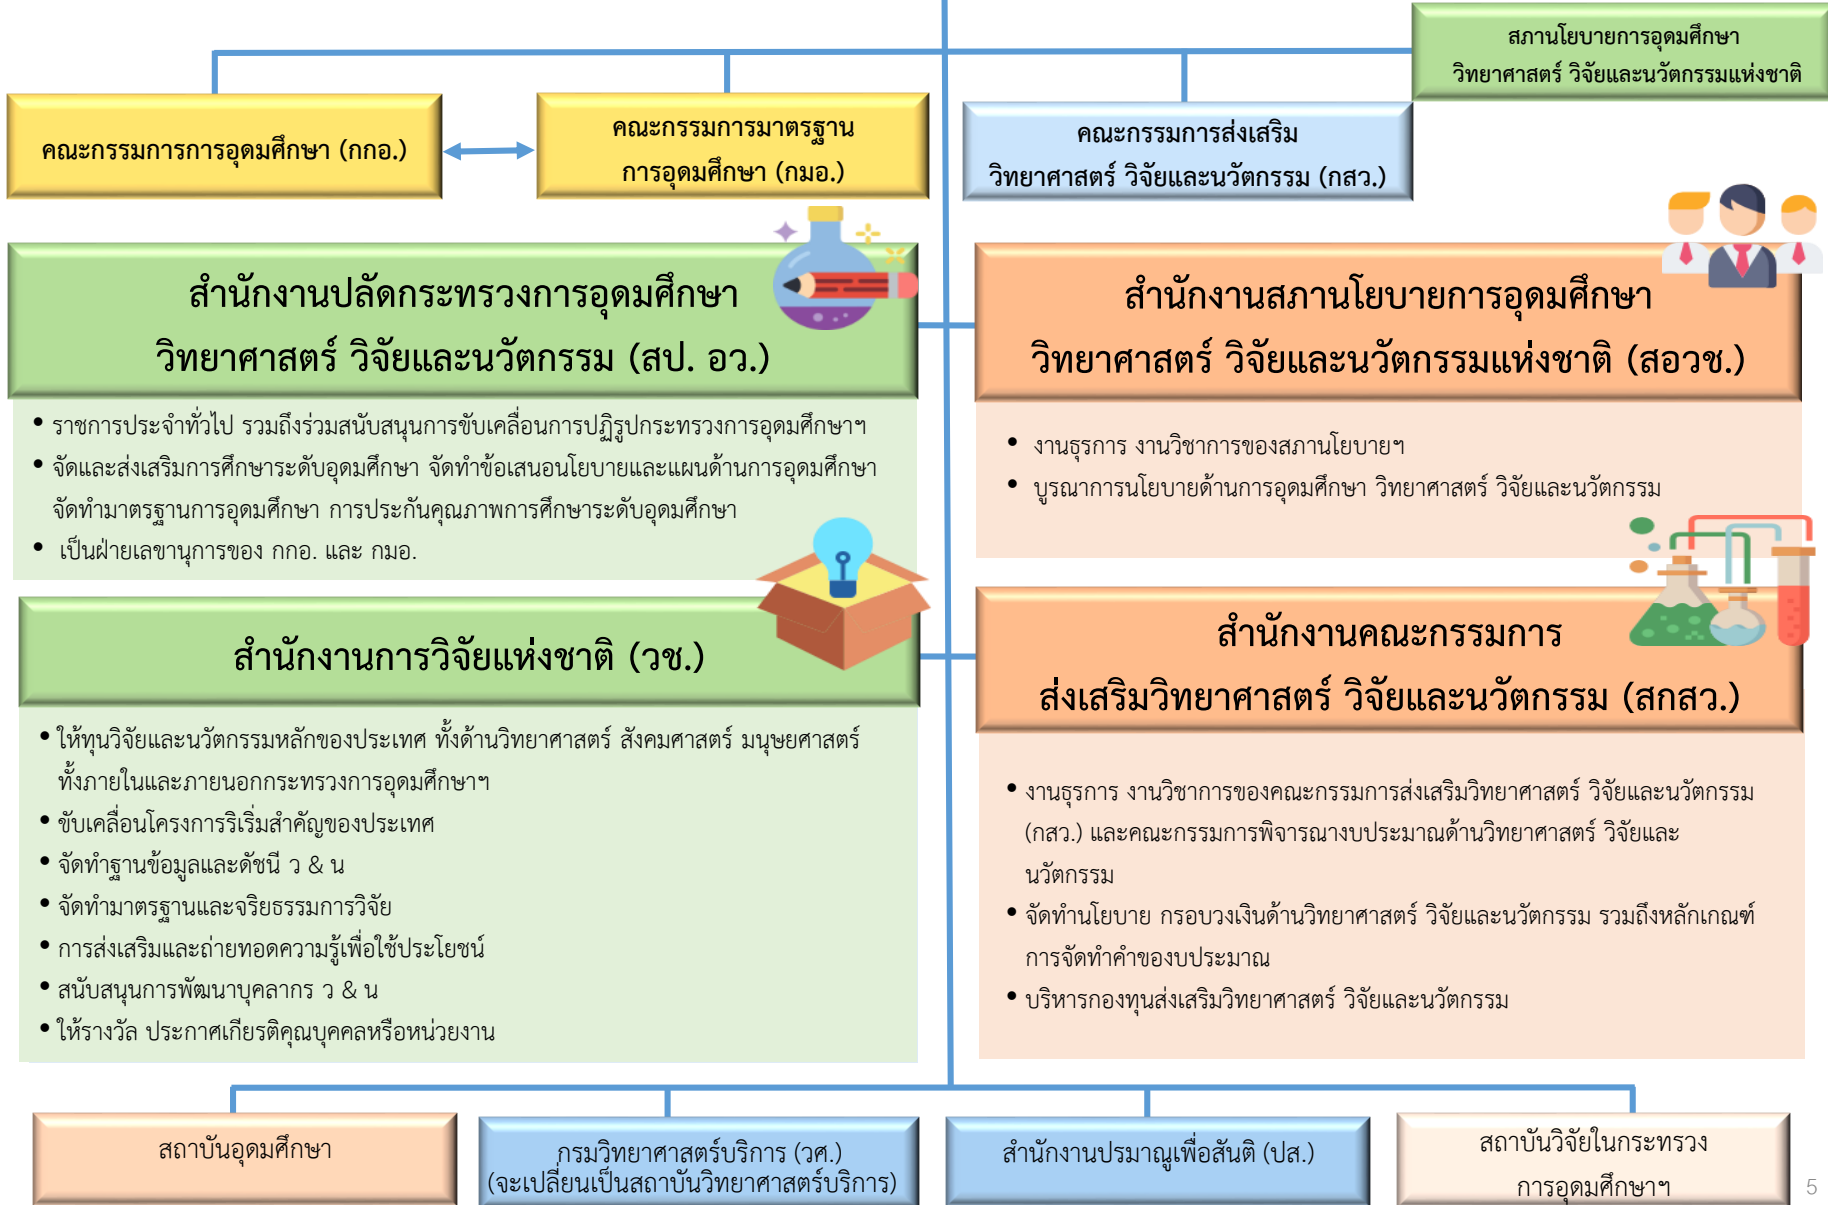 สภานโยบายการอุดมศึกษา
วิทยาศาสตร์ วิจัยและนวัตกรรมแห่งชาติ
คณะกรรมการการอุดมศึกษา (กกอ.)
คณะกรรมการมาตรฐาน
การอุดมศึกษา (กมอ.)
คณะกรรมการส่งเสริม
วิทยาศาสตร์ วิจัยและนวัตกรรม (กสว.)
สำนักงานปลัดกระทรวงการอุดมศึกษา
วิทยาศาสตร์ วิจัยและนวัตกรรม (สป. อว.)
• ราชการประจำทั่วไป รวมถึงร่วมสนับสนุนการขับเคลื่อนการปฏิรูปกระทรวงการอุดมศึกษาฯ
• จัดและส่งเสริมการศึกษาระดับอุดมศึกษา จัดทำข้อเสนอนโยบายและแผนด้านการอุดมศึกษา
จัดทำมาตรฐานการอุดมศึกษา การประกันคุณภาพการศึกษาระดับอุดมศึกษา
• เป็นฝ่ายเลขานุการของ กกอ. และ กมอ.
สำนักงานสภานโยบายการอุดมศึกษา
วิทยาศาสตร์ วิจัยและนวัตกรรมแห่งชาติ (สอวช.)
• งานธุรการ งานวิชาการของสภานโยบายฯ
• บูรณาการนโยบายด้านการอุดมศึกษา วิทยาศาสตร์ วิจัยและนวัตกรรม
สำนักงานการวิจัยแห่งชาติ (วช.)
• ให้ทุนวิจัยและนวัตกรรมหลักของประเทศ ทั้งด้านวิทยาศาสตร์ สังคมศาสตร์ มนุษยศาสตร์
ทั้งภายในและภายนอกกระทรวงการอุดมศึกษาฯ
• ขับเคลื่อนโครงการริเริ่มสำคัญของประเทศ
• จัดทำฐานข้อมูลและดัชนี ว & น
• จัดทำมาตรฐานและจริยธรรมการวิจัย
• การส่งเสริมและถ่ายทอดความรู้เพื่อใช้ประโยชน์
• สนับสนุนการพัฒนาบุคลากร ว & น
• ให้รางวัล ประกาศเกียรติคุณบุคคลหรือหน่วยงาน
สำนักงานคณะกรรมการ
ส่งเสริมวิทยาศาสตร์ วิจัยและนวัตกรรม (สกสว.)
• งานธุรการ งานวิชาการของคณะกรรมการส่งเสริมวิทยาศาสตร์ วิจัยและนวัตกรรม
(กสว.) และคณะกรรมการพิจารณางบประมาณด้านวิทยาศาสตร์ วิจัยและ
นวัตกรรม
• จัดทำนโยบาย กรอบวงเงินด้านวิทยาศาสตร์ วิจัยและนวัตกรรม รวมถึงหลักเกณฑ์
การจัดทำคำของบประมาณ
• บริหารกองทุนส่งเสริมวิทยาศาสตร์ วิจัยและนวัตกรรม
สถาบันอุดมศึกษา
กรมวิทยาศาสตร์บริการ (วศ.)
(จะเปลี่ยนเป็นสถาบันวิทยาศาสตร์บริการ)
สำนักงานปรมาณูเพื่อสันติ (ปส.)
สถาบันวิจัยในกระทรวง
การอุดมศึกษาฯ
5